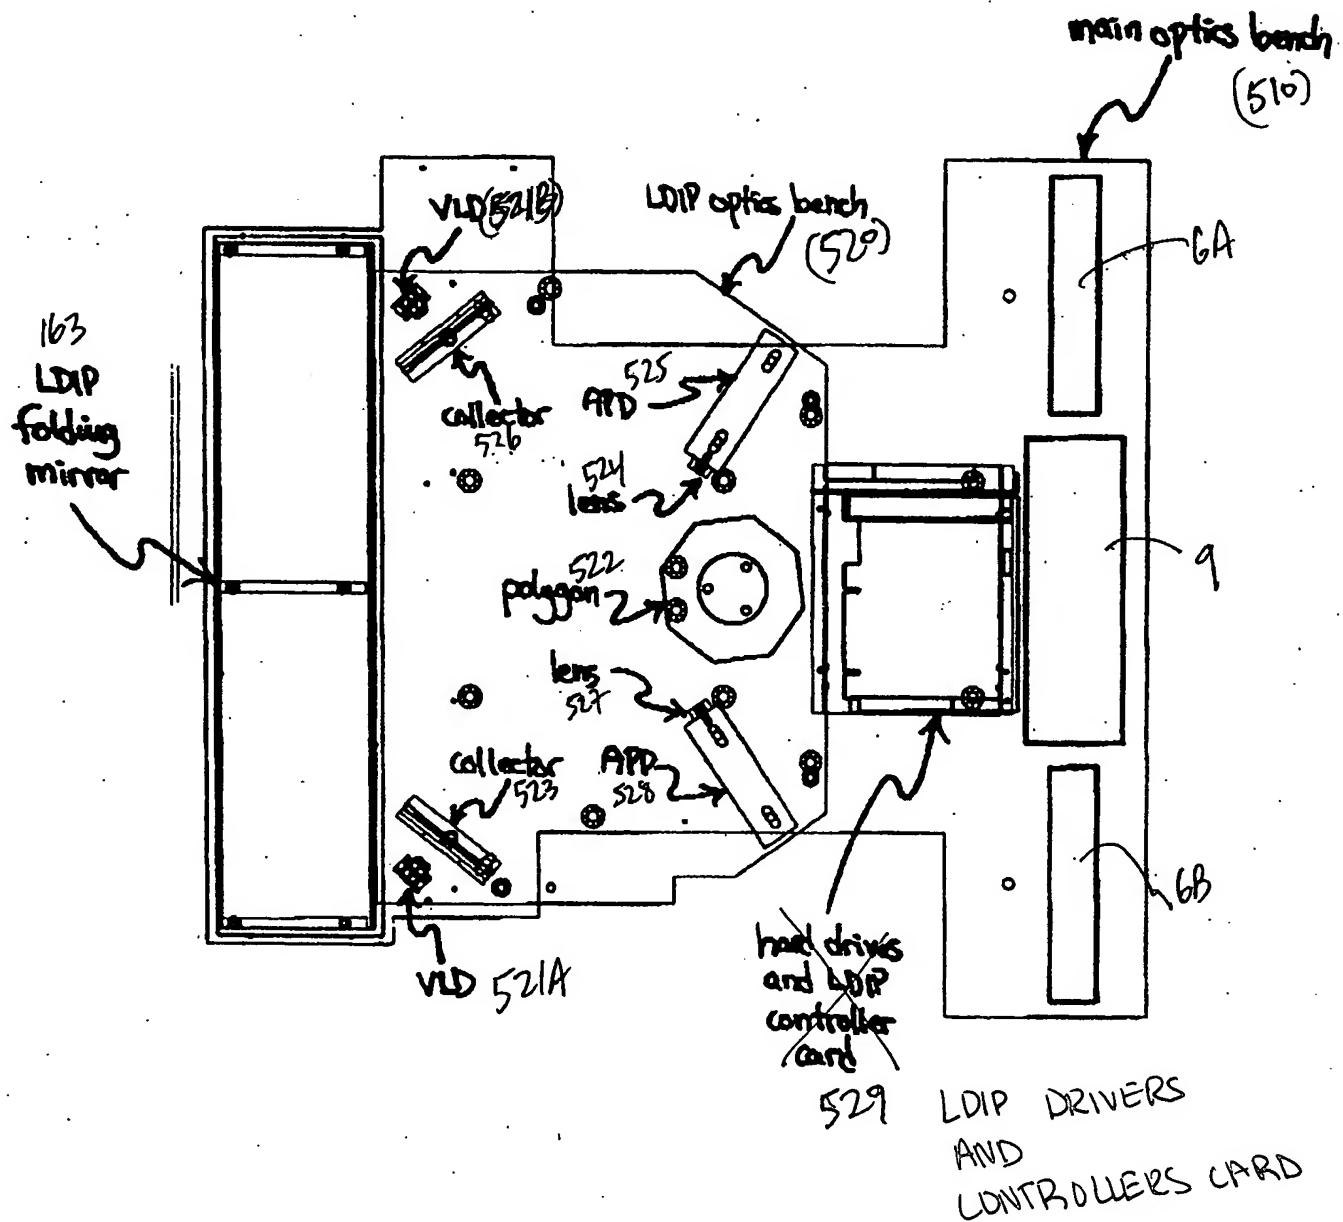 main optics bench
(510)
VLD (521B)
LDIP optics bench
(520)
6A
163
LDIP
folding
mirror
525
APD
collector
526
524
lens
9
522
polygon
lens
527
collector
523
APD
528
6B
VLD 521A
hard drives
and LDIP
controller
card
529
LDIP DRIVERS
AND
CONTROLLERS CARD